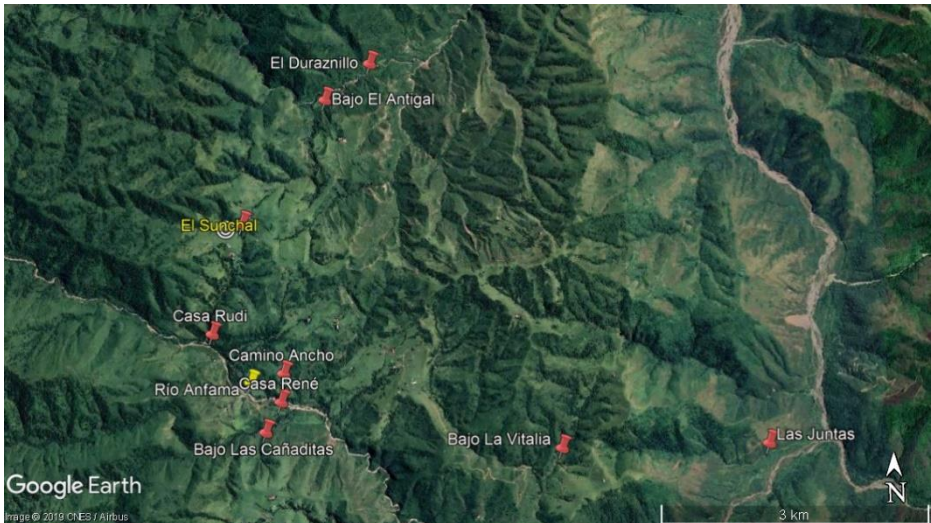 El Duraznillo
Bajo El Antigal
El Sunchal
Casa Rudi
Camino Ancho
Río Anfama
Casa René
Bajo Las Cañaditas
Bajo La Vitalia
Las Juntas
Google Earth
N
Image © 2019 CNES / Airbus
3 km